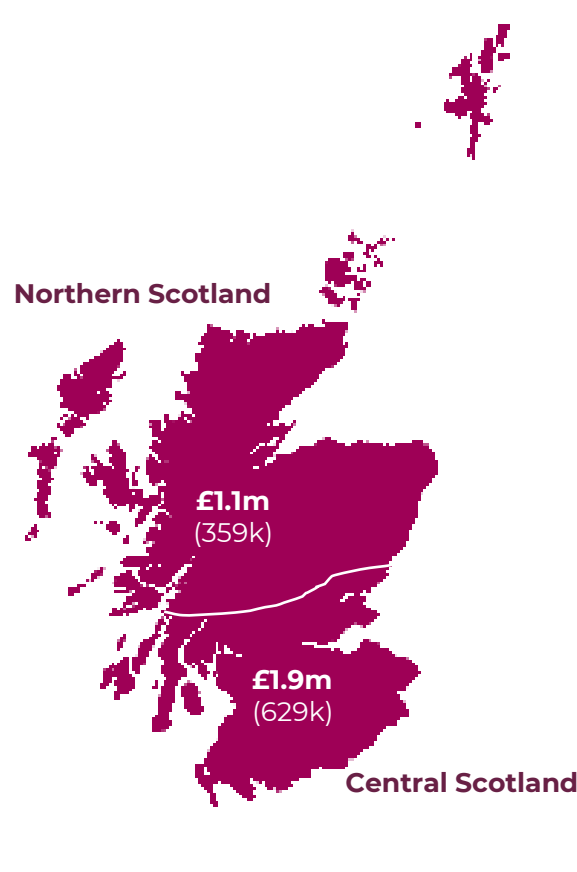 Northern Scotland
£1.1m
(359k)
£1.9m
(629k)
Central Scotland